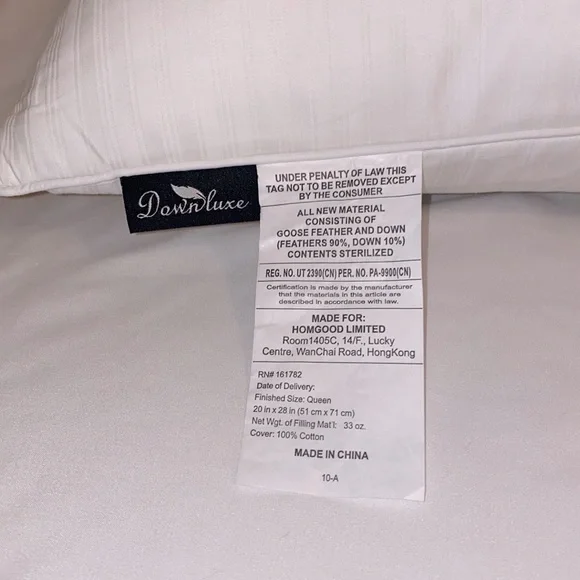 Downluxe
UNDER PENALTY OF LAW THIS
TAG NOT TO BE REMOVED EXCEPT
BY THE CONSUMER
ALL NEW MATERIAL
CONSISTING OF
GOOSE FEATHER AND DOWN
(FEATHERS 90%, DOWN 10%)
CONTENTS STERILIZED
REG. NO. UT 2390(CN) PER. NO. PA-9900(CN)
Certification is made by the manufacturer
that the materials in this article are
described in accordance with law.
MADE FOR:
HOMGOOD LIMITED
Room1405C, 14/F., Lucky
Centre, WanChai Road, HongKong
RN# 161782
Date of Delivery:
Finished Size: Queen
20 in x 28 in (51 cm x 71 cm)
Net Wgt. of Filling Mat'l: 33 oz.
Cover: 100% Cotton
MADE IN CHINA
10-A